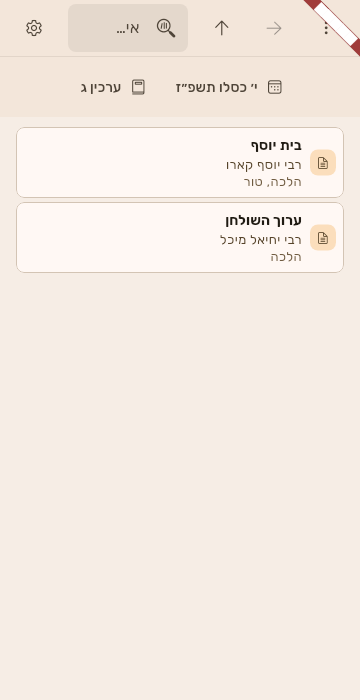 אי...
י׳ כסלו תשפ״ז
ערכין ג
בית יוסף
רבי יוסף קארו
הלכה, טור
ערוך השולחן
רבי יחיאל מיכל
הלכה